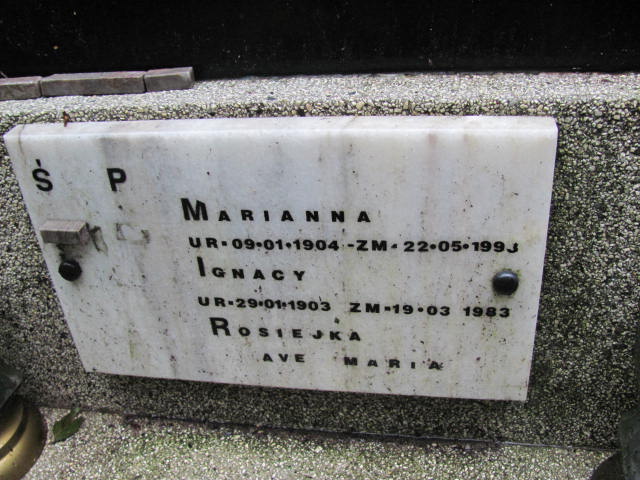 Ś P
MARIANNA
UR·09·01·1904-ZM·22·05·1993
IGNACY
UR·29·01·1903 ZM·19·03 1983
ROSIEJKA
AVE MARIA